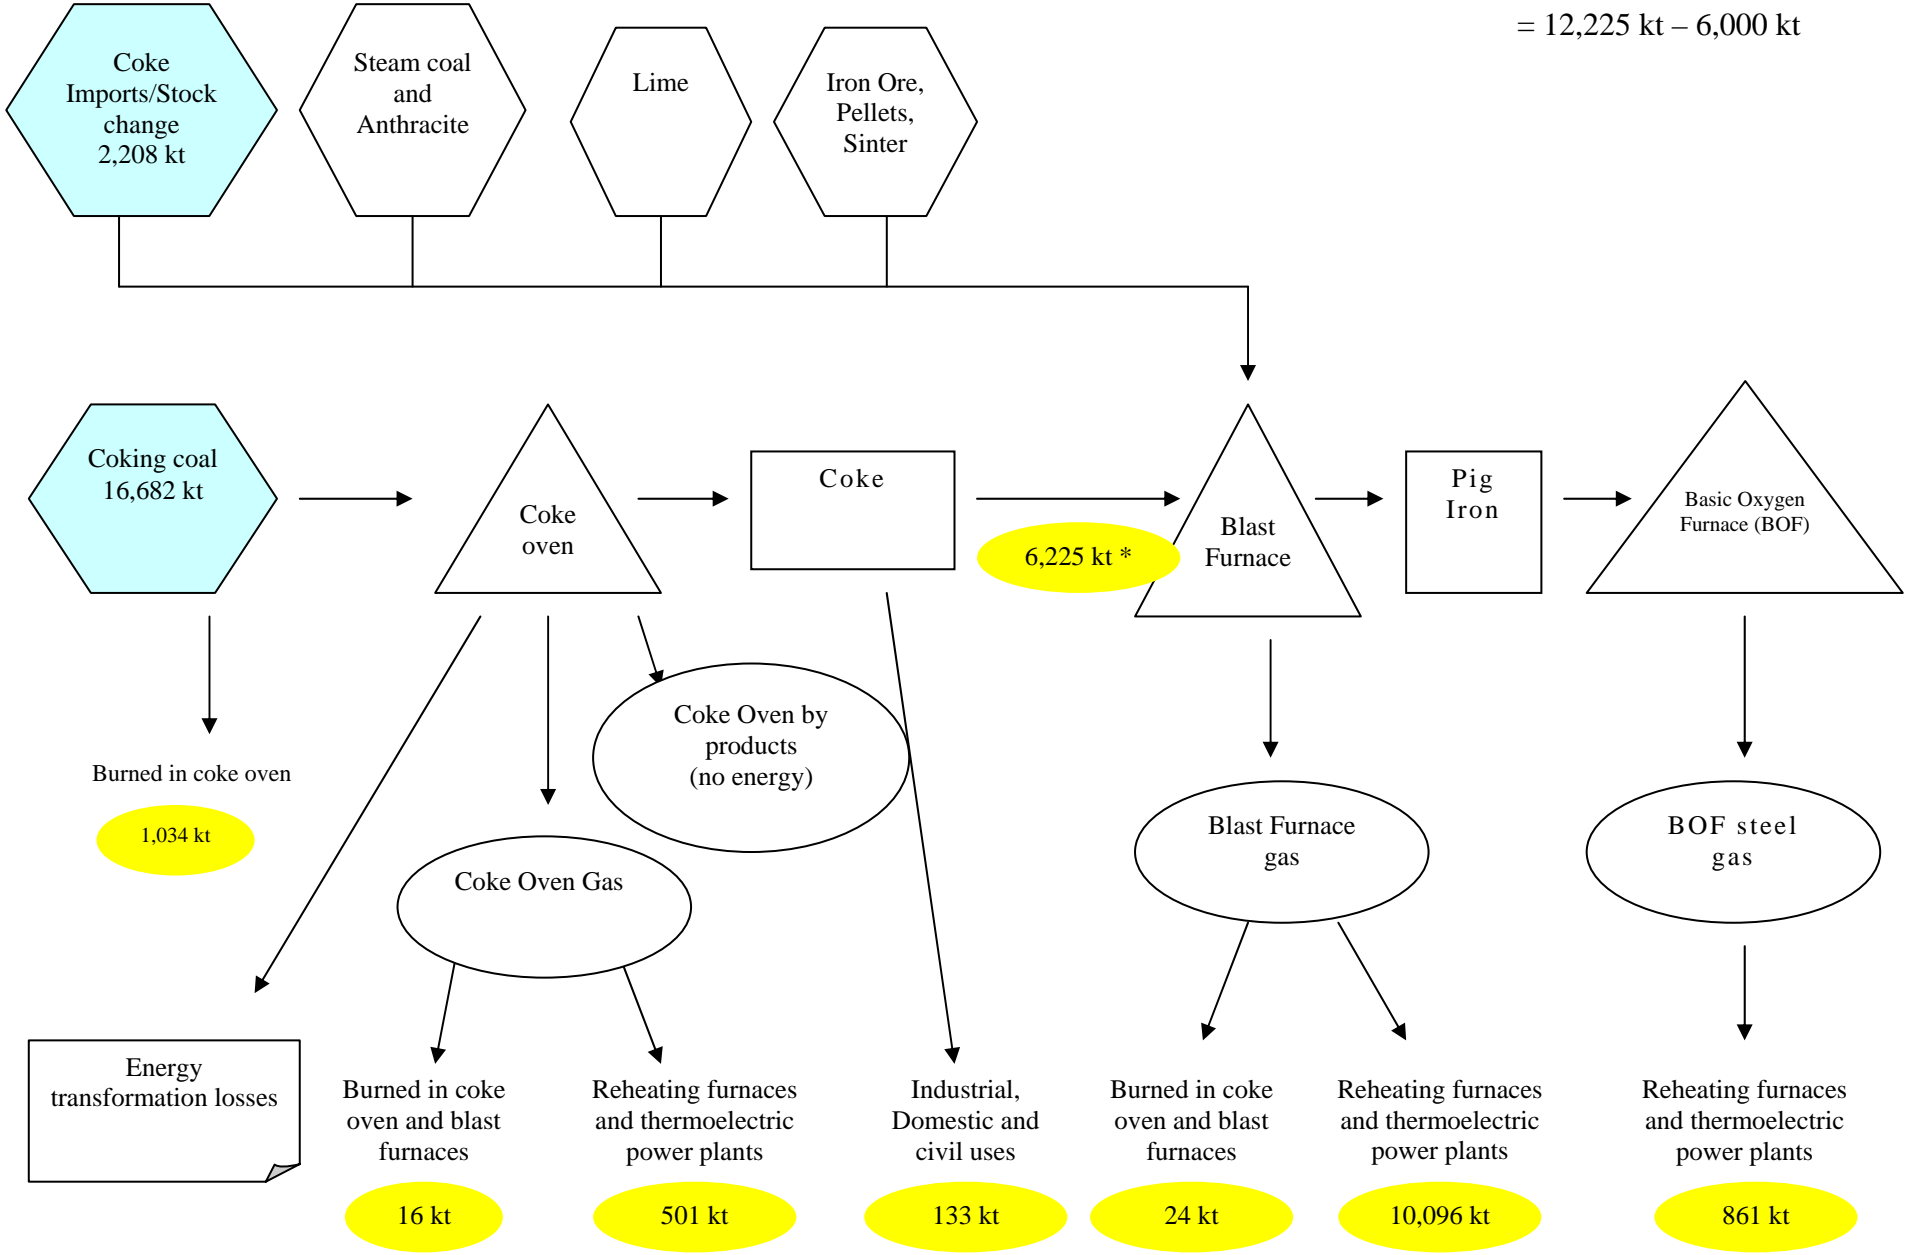 = 12,225 kt – 6,000 kt
Coke
Imports/Stock
change
2,208 kt
Steam coal
and
Anthracite
Lime
Iron Ore,
Pellets,
Sinter
Coking coal
16,682 kt
Coke
oven
Coke
6,225 kt *
Blast
Furnace
Pig
Iron
Basic Oxygen
Furnace (BOF)
Burned in coke oven
1,034 kt
Coke Oven by
products
(no energy)
Coke Oven Gas
Blast Furnace
gas
BOF steel
gas
Energy
transformation losses
Burned in coke
oven and blast
furnaces
16 kt
Reheating furnaces
and thermoelectric
power plants
501 kt
Industrial,
Domestic and
civil uses
133 kt
Burned in coke
oven and blast
furnaces
24 kt
Reheating furnaces
and thermoelectric
power plants
10,096 kt
Reheating furnaces
and thermoelectric
power plants
861 kt